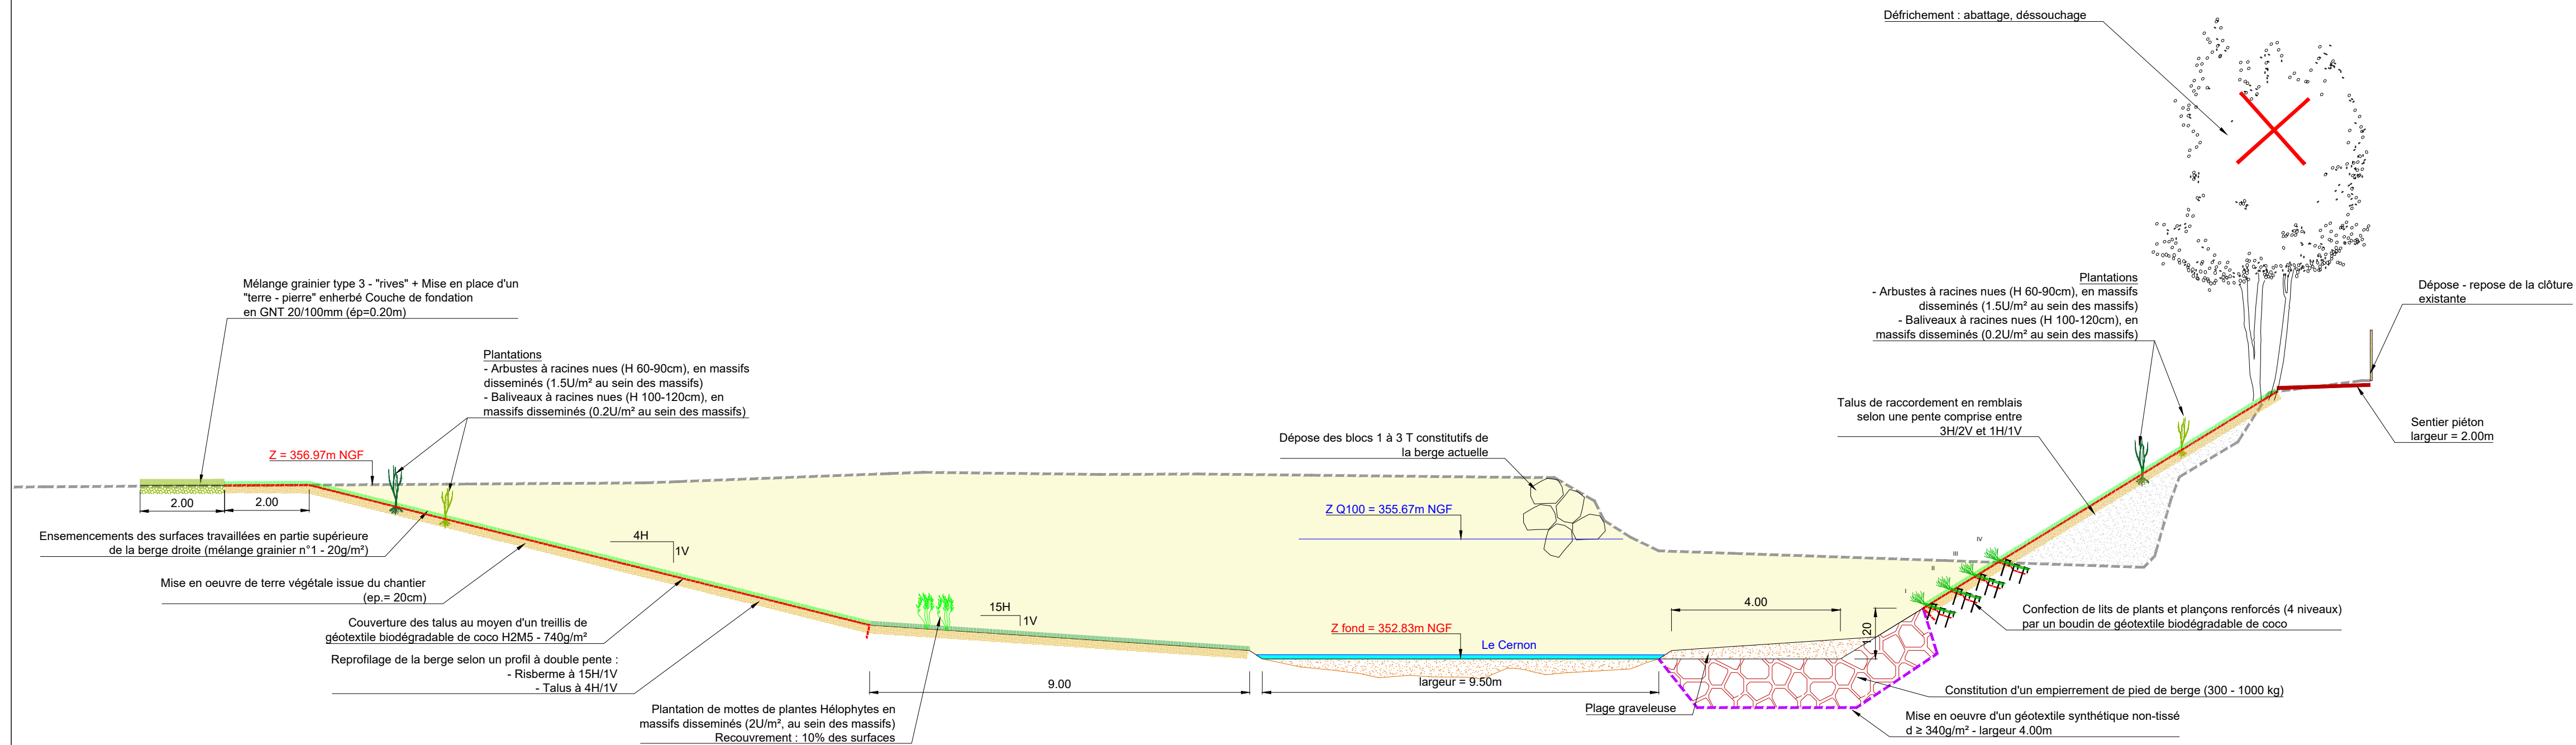 Défrichement : abattage, déssouchage
Mélange grainier type 3 - "rives" + Mise en place d'un
"terre - pierre" enherbé Couche de fondation
en GNT 20/100mm (ép=0.20m)
Plantations
- Arbustes à racines nues (H 60-90cm), en massifs
disseminés (1.5U/m² au sein des massifs)
- Baliveaux à racines nues (H 100-120cm), en
massifs disseminés (0.2U/m² au sein des massifs)
Plantations
- Arbustes à racines nues (H 60-90cm), en massifs
disseminés (1.5U/m² au sein des massifs)
- Baliveaux à racines nues (H 100-120cm), en
massifs disseminés (0.2U/m² au sein des massifs)
Dépose - repose de la clôture
existante
Talus de raccordement en remblais
selon une pente comprise entre
3H/2V et 1H/1V
Sentier piéton
largeur = 2.00m
Dépose des blocs 1 à 3 T constitutifs de
la berge actuelle
Z = 356.97m NGF
2.00
2.00
Z Q100 = 355.67m NGF
Ensemencements des surfaces travaillées en partie supérieure
de la berge droite (mélange grainier n°1 - 20g/m²)
4H
1V
IV
III
II
I
Mise en oeuvre de terre végétale issue du chantier
(ep.= 20cm)
15H
1V
4.00
1.20
Confection de lits de plants et plançons renforcés (4 niveaux)
par un boudin de géotextile biodégradable de coco
Couverture des talus au moyen d'un treillis de
géotextile biodégradable de coco H2M5 - 740g/m²
Z fond = 352.83m NGF
Le Cernon
Reprofilage de la berge selon un profil à double pente :
- Risberme à 15H/1V
- Talus à 4H/1V
9.00
largeur = 9.50m
Constitution d'un empierrement de pied de berge (300 - 1000 kg)
Plage graveleuse
Plantation de mottes de plantes Hélophytes en
massifs disseminés (2U/m², au sein des massifs)
Recouvrement : 10% des surfaces
Mise en oeuvre d'un géotextile synthétique non-tissé
d ≥ 340g/m² - largeur 4.00m